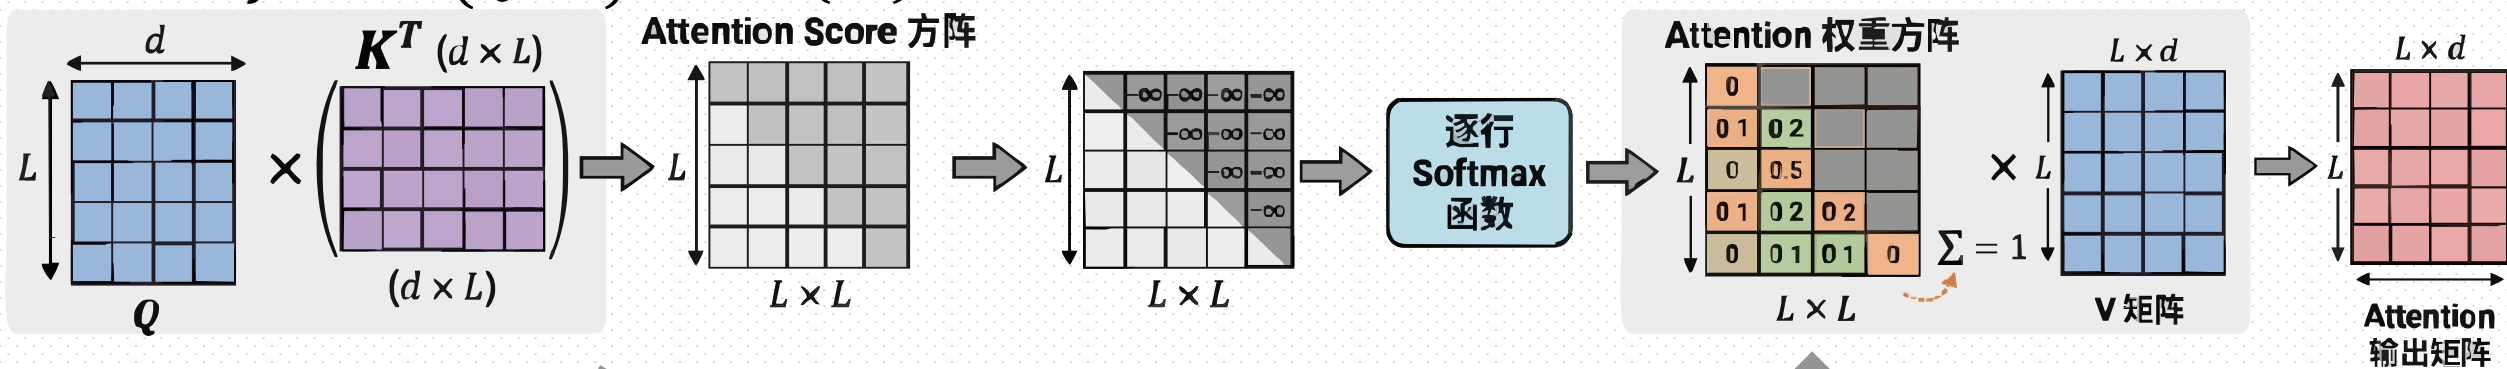 d
K^T (d × L)
L
×
(d × L)
Q
Attention Score 方阵
L
L × L
L
-∞ -∞ -∞ -∞
-∞ -∞ -∞
-∞ -∞
-∞
L × L
逐行
Softmax
函数
Attention 权重方阵
L
0
0 1 0 2
0 0.5
0 1 0 2 0 2
0 0 1 0 1 0
Σ = 1
L × L
×
L × d
L
V 矩阵
L × d
L
Attention
输出矩阵